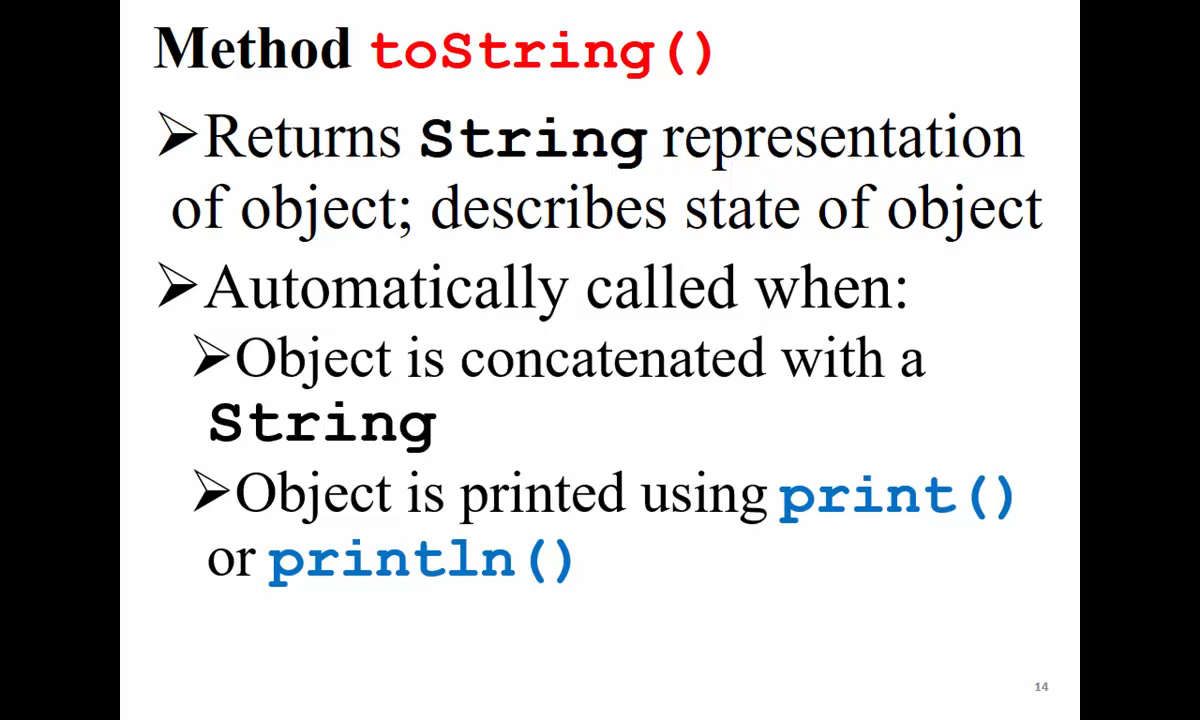 Method toString()
➢Returns String representation
of object; describes state of object
➢Automatically called when:
➢Object is concatenated with a
String
➢Object is printed using print()
or println()
14